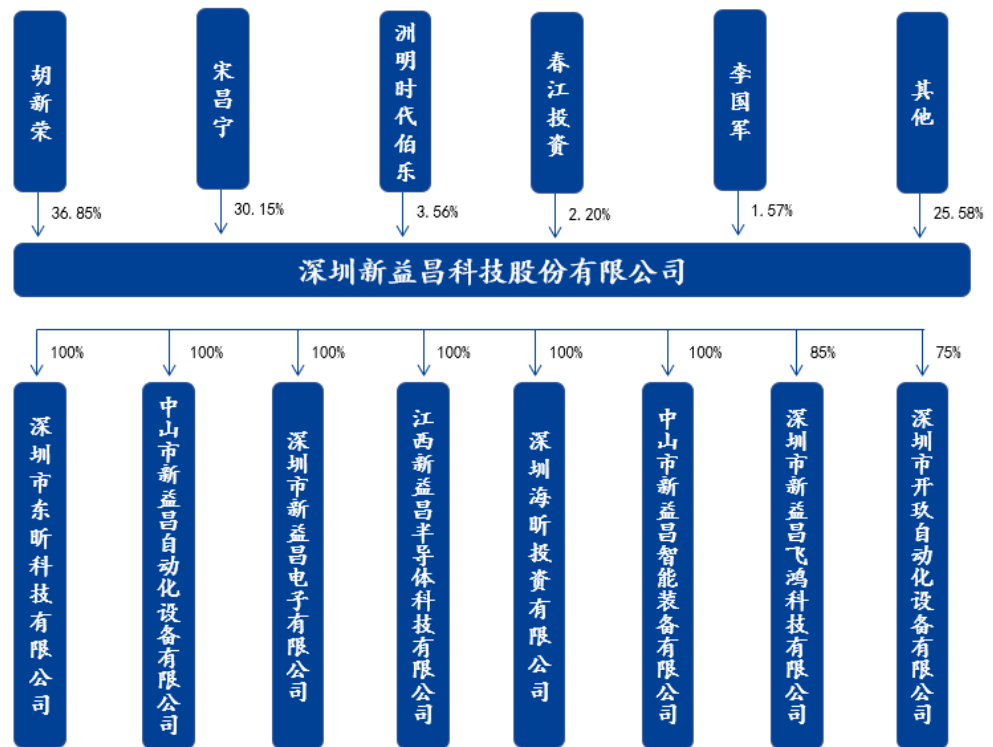 胡新荣
宋昌宁
洲明时代伯乐
春江投资
李国军
其他
36.85%
30.15%
3.56%
2.20%
1.57%
25.58%
深圳新益昌科技股份有限公司
100%
100%
100%
100%
100%
100%
85%
75%
深圳市东昕科技有限公司
中山市新益昌自动化设备有限公司
深圳市新益昌电子有限公司
江西新益昌半导体科技有限公司
深圳海昕投资有限公司
中山市新益昌智能装备有限公司
深圳市新益昌飞鸿科技有限公司
深圳市开玖自动化设备有限公司